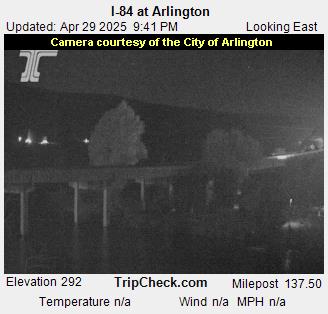 I-84 at Arlington
Updated: Apr 29 2025 9:41 PM Looking East
Camera courtesy of the City of Arlington
Elevation 292 TripCheck.com Milepost 137.50
Temperature n/a Wind n/a MPH n/a